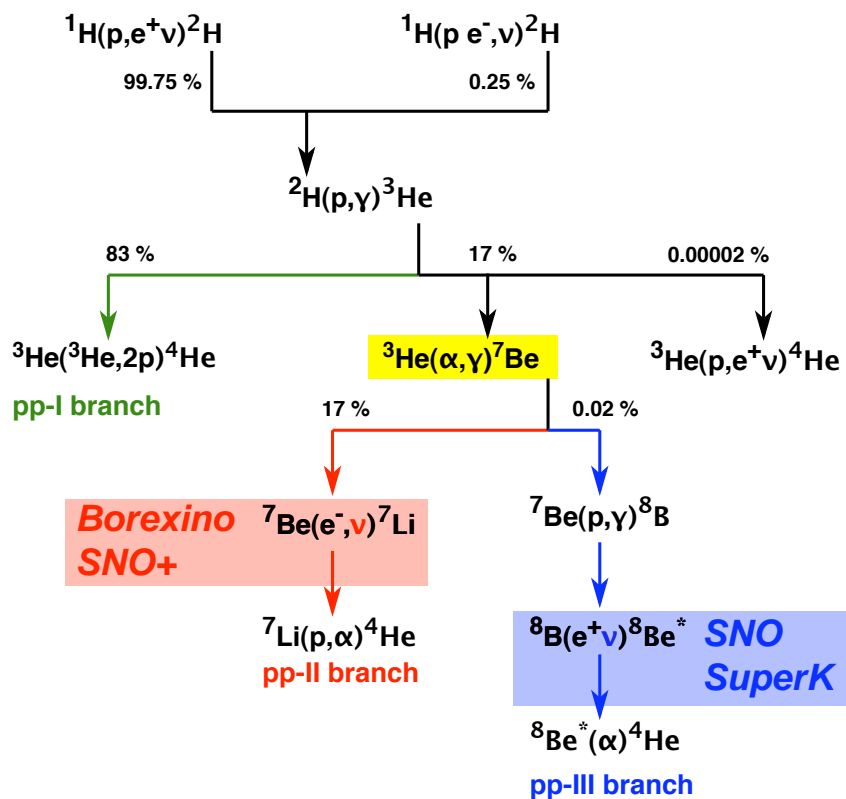 ¹H(p,e⁺ν)²H ¹H(p e⁻,ν)²H
99.75 % 0.25 %
²H(p,γ)³He
83 % 17 % 0.00002 %
³He(³He,2p)⁴He ³He(α,γ)⁷Be ³He(p,e⁺ν)⁴He
pp-I branch
17 % 0.02 %
Borexino ⁷Be(e⁻,ν)⁷Li ⁷Be(p,γ)⁸B
SNO+
⁷Li(p,α)⁴He ⁸B(e⁺ν)⁸Be* SNO
pp-II branch SuperK
⁸Be*(α)⁴He
pp-III branch